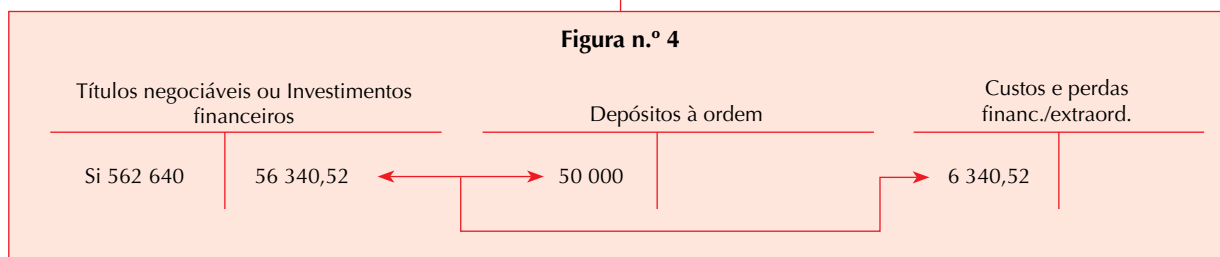 Figura n.º 4
Títulos negociáveis ou Investimentos
financeiros
Depósitos à ordem
Custos e perdas
financ./extraord.
Si 562 640
56 340,52
50 000
6 340,52